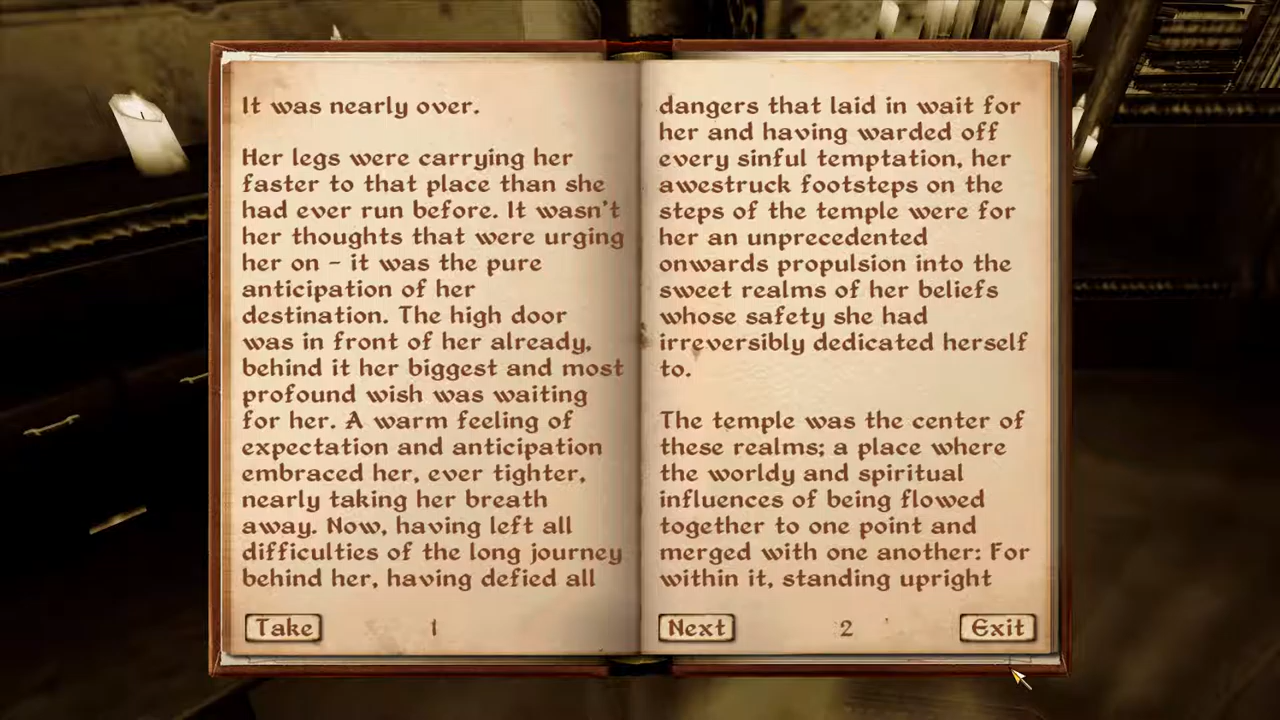 It was nearly over.
Her legs were carrying her
faster to that place than she
had ever run before. It wasn't
her thoughts that were urging
her on - it was the pure
anticipation of her
destination. The high door
was in front of her already,
behind it her biggest and most
profound wish was waiting
for her. A warm feeling of
expectation and anticipation
embraced her, ever tighter,
nearly taking her breath
away. Now, having left all
difficulties of the long journey
behind her, having defied all
Take
1
dangers that laid in wait for
her and having warded off
every sinful temptation, her
awestruck footsteps on the
steps of the temple were for
her an unprecedented
onwards propulsion into the
sweet realms of her beliefs
whose safety she had
irreversibly dedicated herself
to.
The temple was the center of
these realms; a place where
the worldy and spiritual
influences of being flowed
together to one point and
merged with one another: For
within it, standing upright
Next
2
Exit